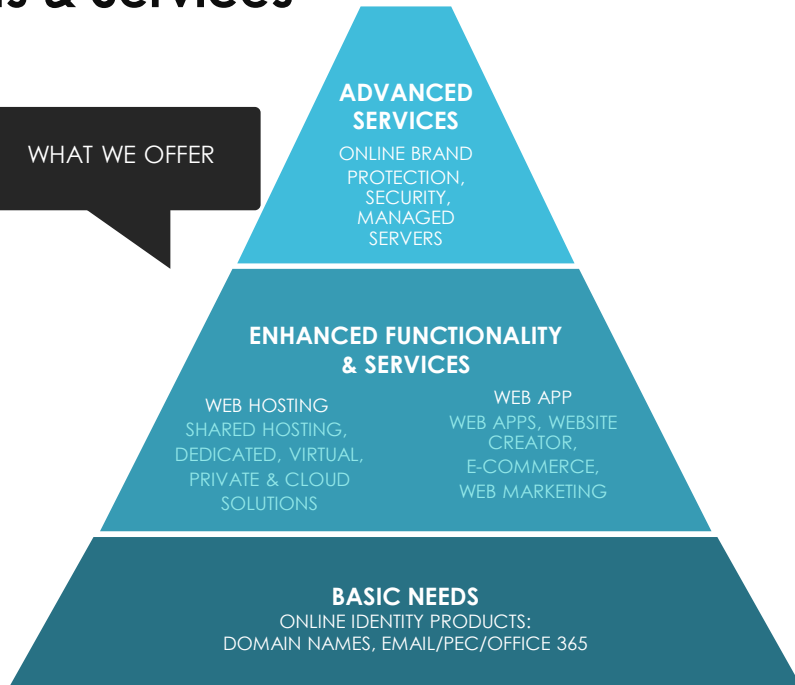 & Services
WHAT WE OFFER
ADVANCED
SERVICES
ONLINE BRAND
PROTECTION,
SECURITY,
MANAGED
SERVERS
ENHANCED FUNCTIONALITY
& SERVICES
WEB HOSTING
SHARED HOSTING,
DEDICATED, VIRTUAL,
PRIVATE & CLOUD
SOLUTIONS
WEB APP
WEB APPS, WEBSITE
CREATOR,
E-COMMERCE,
WEB MARKETING
BASIC NEEDS
ONLINE IDENTITY PRODUCTS:
DOMAIN NAMES, EMAIL/PEC/OFFICE 365